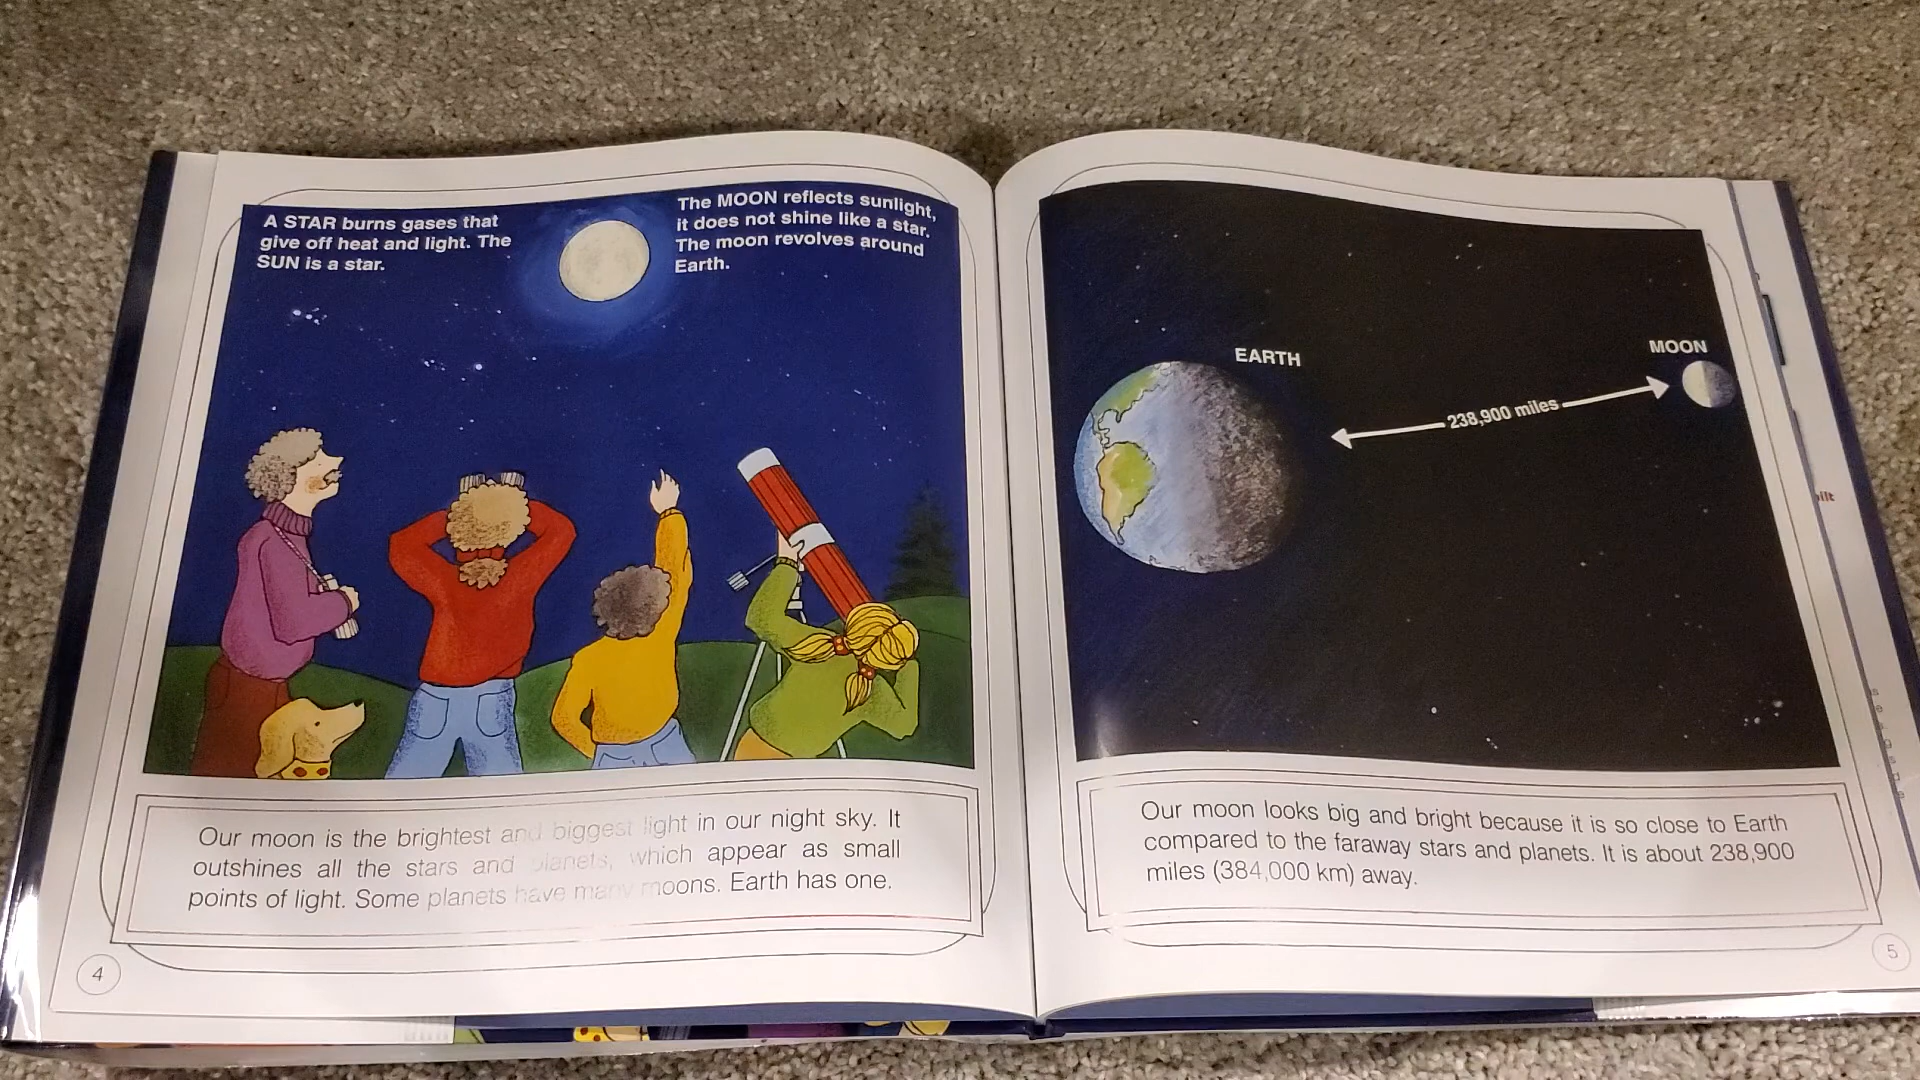 A STAR burns gases that
give off heat and light. The
SUN is a star.
The MOON reflects sunlight,
it does not shine like a star.
The moon revolves around
Earth.
Our moon is the brightest and biggest light in our night sky. It
outshines all the stars and planets, which appear as small
points of light. Some planets have many moons. Earth has one.
4
EARTH
MOON
238,900 miles
Our moon looks big and bright because it is so close to Earth
compared to the faraway stars and planets. It is about 238,900
miles (384,000 km) away.
5